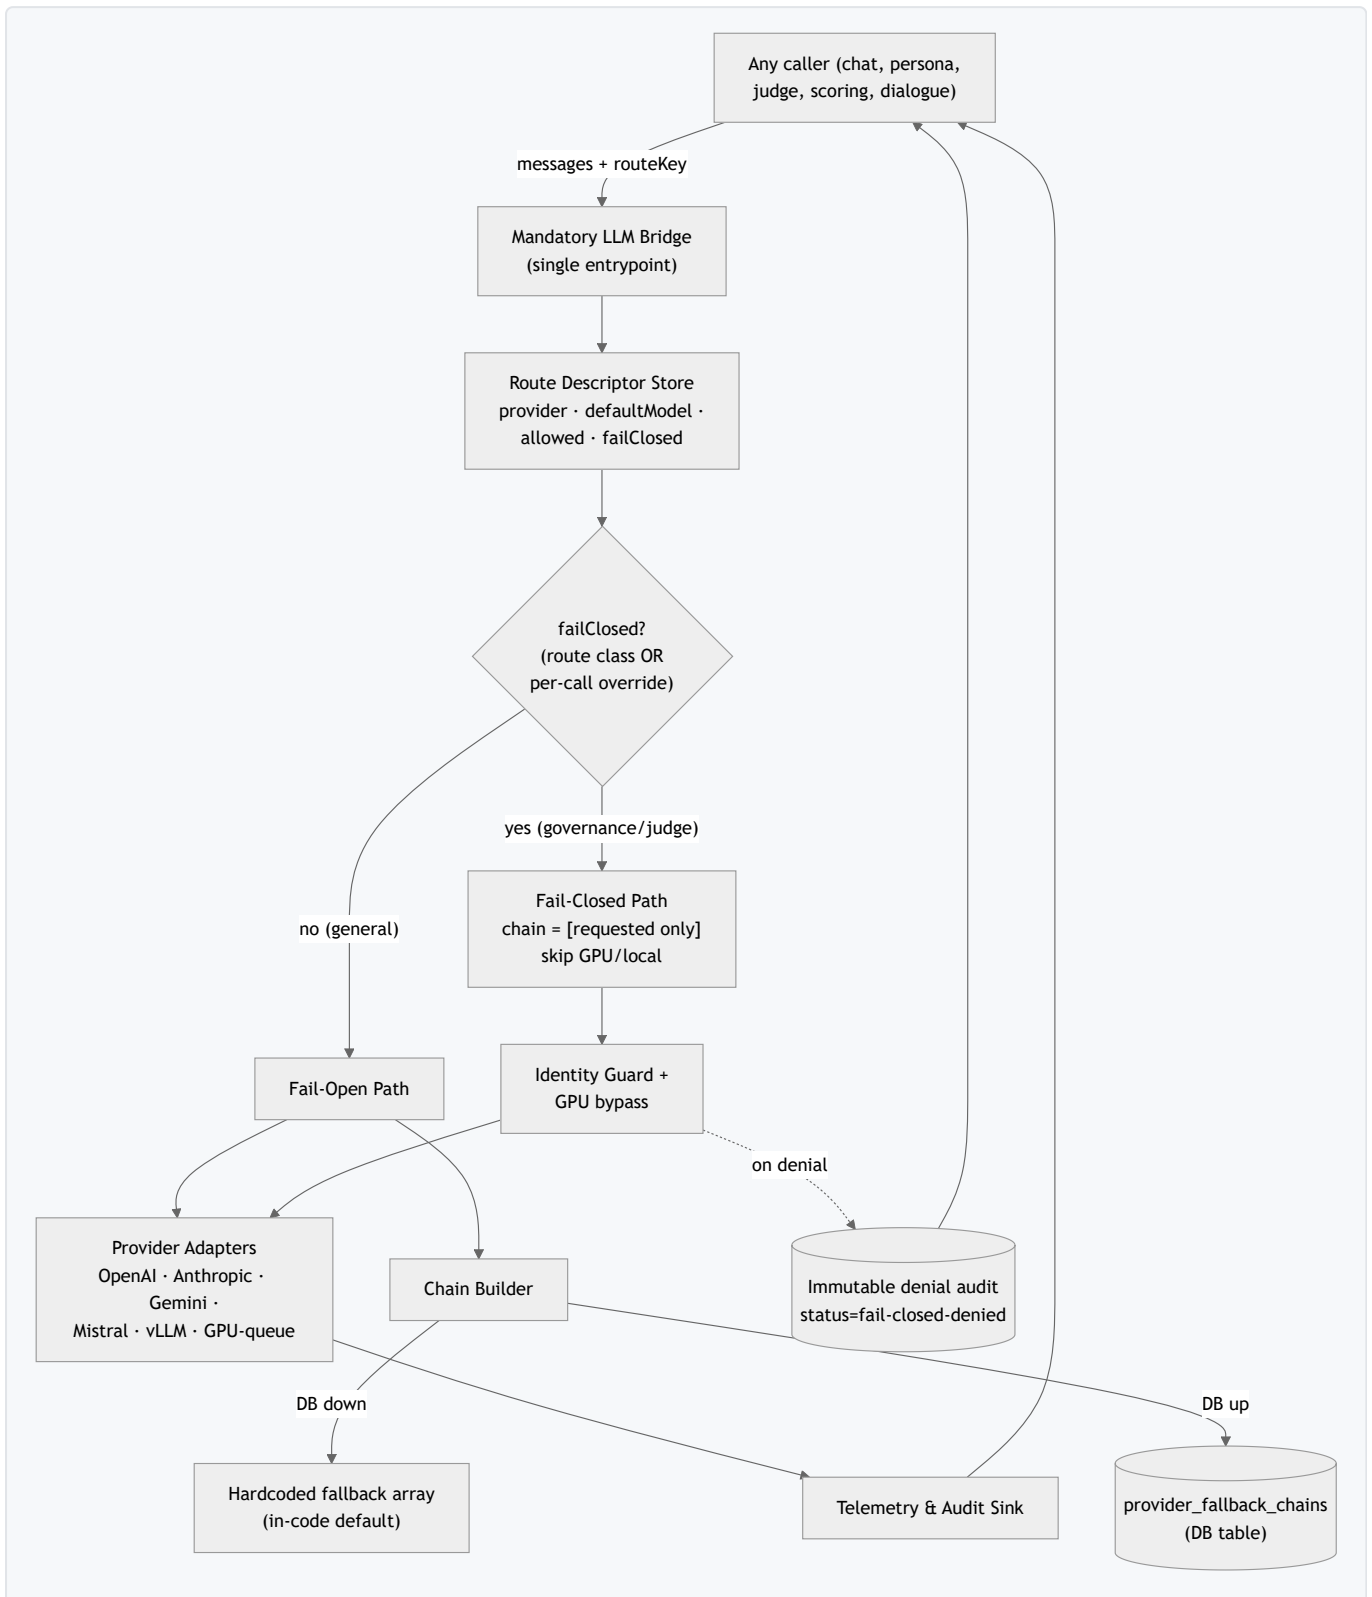 Any caller (chat, persona,
judge, scoring, dialogue)
messages + routeKey
Mandatory LLM Bridge
(single entrypoint)
Route Descriptor Store
provider · defaultModel ·
allowed · failClosed
failClosed?
(route class OR
per-call override)
yes (governance/judge)
Fail-Closed Path
chain = [requested only]
skip GPU/local
no (general)
Fail-Open Path
Identity Guard +
GPU bypass
on denial
Provider Adapters
OpenAI · Anthropic ·
Gemini ·
Mistral · vLLM · GPU-queue
Chain Builder
Immutable denial audit
status=fail-closed-denied
DB down
DB up
Hardcoded fallback array
(in-code default)
Telemetry & Audit Sink
provider_fallback_chains
(DB table)